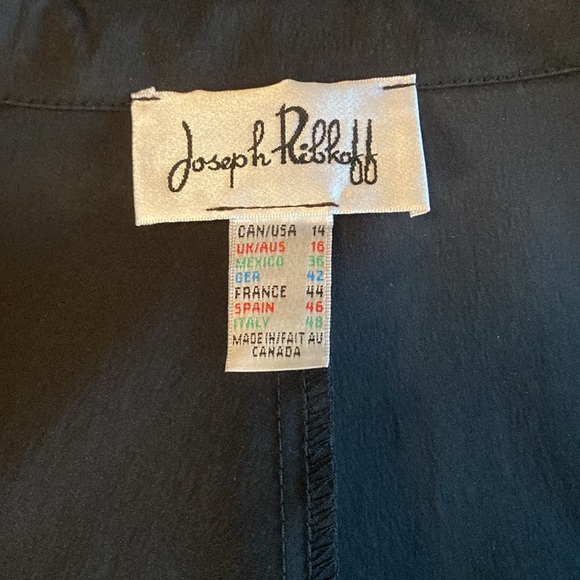 Joseph Ribkoff
CAN/USA 14
UK/AUS 16
MEXICO 36
GER 42
FRANCE 44
SPAIN 46
ITALY 48
MADE IN/FAIT AU
CANADA